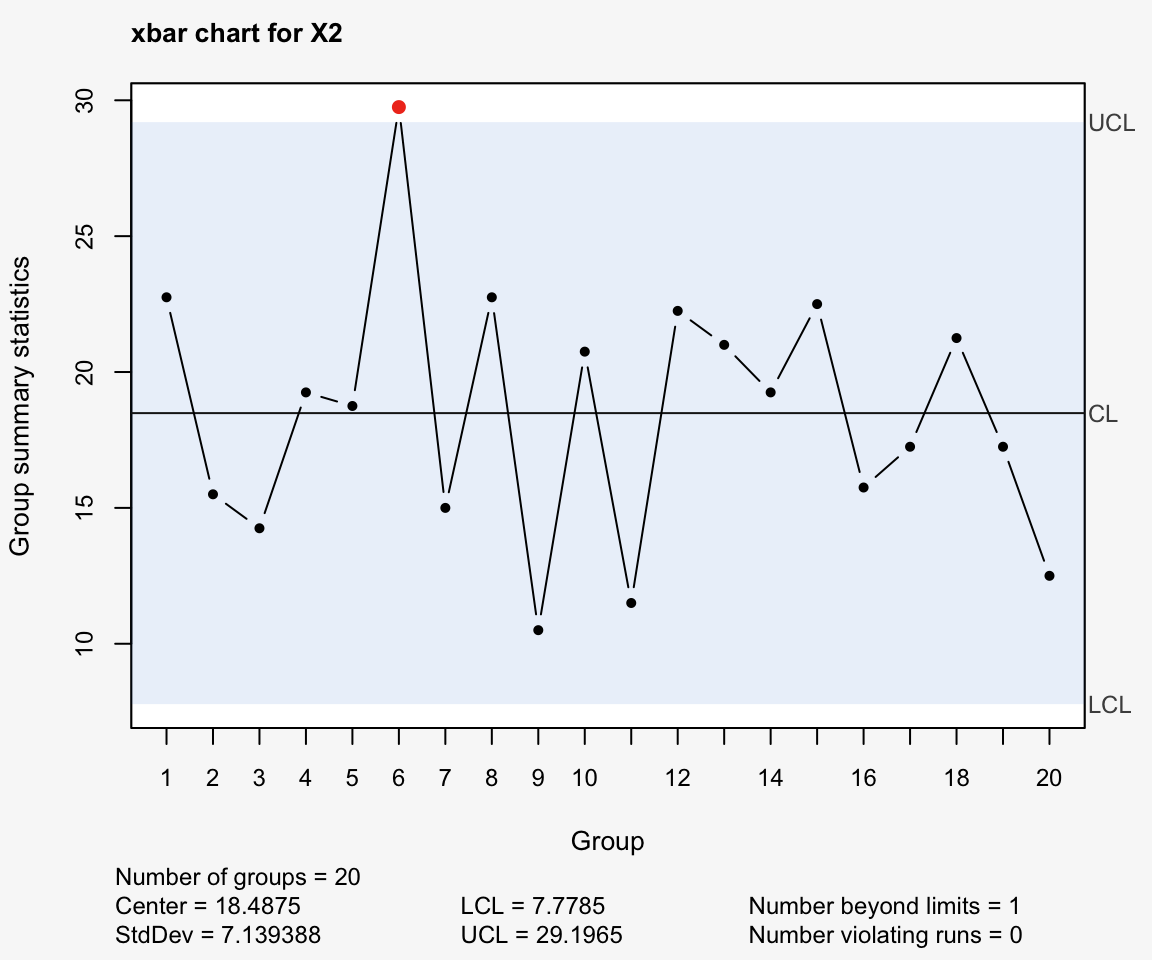 xbar chart for X2
Group summary statistics
30
25
20
15
10
UCL
CL
LCL
1 2 3 4 5 6 7 8 9 10 12 14 16 18 20
Group
Number of groups = 20
Center = 18.4875 LCL = 7.7785 Number beyond limits = 1
StdDev = 7.139388 UCL = 29.1965 Number violating runs = 0